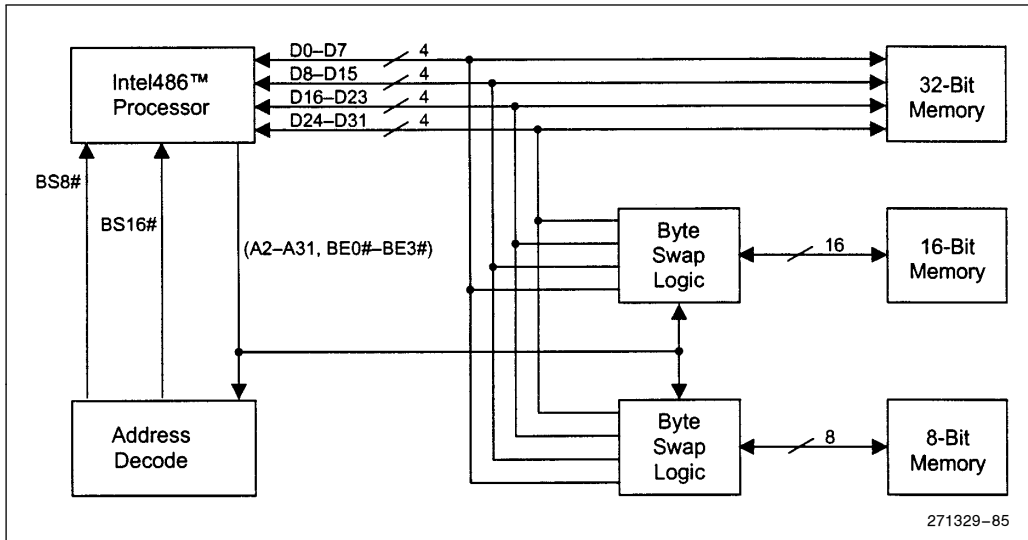 Intel486™
Processor
D0–D7
4
D8–D15
4
D16–D23
4
D24–D31
4
32-Bit
Memory
BS8#
BS16#
(A2–A31, BE0#–BE3#)
Byte
Swap
Logic
16
16-Bit
Memory
Address
Decode
Byte
Swap
Logic
8
8-Bit
Memory
271329–85